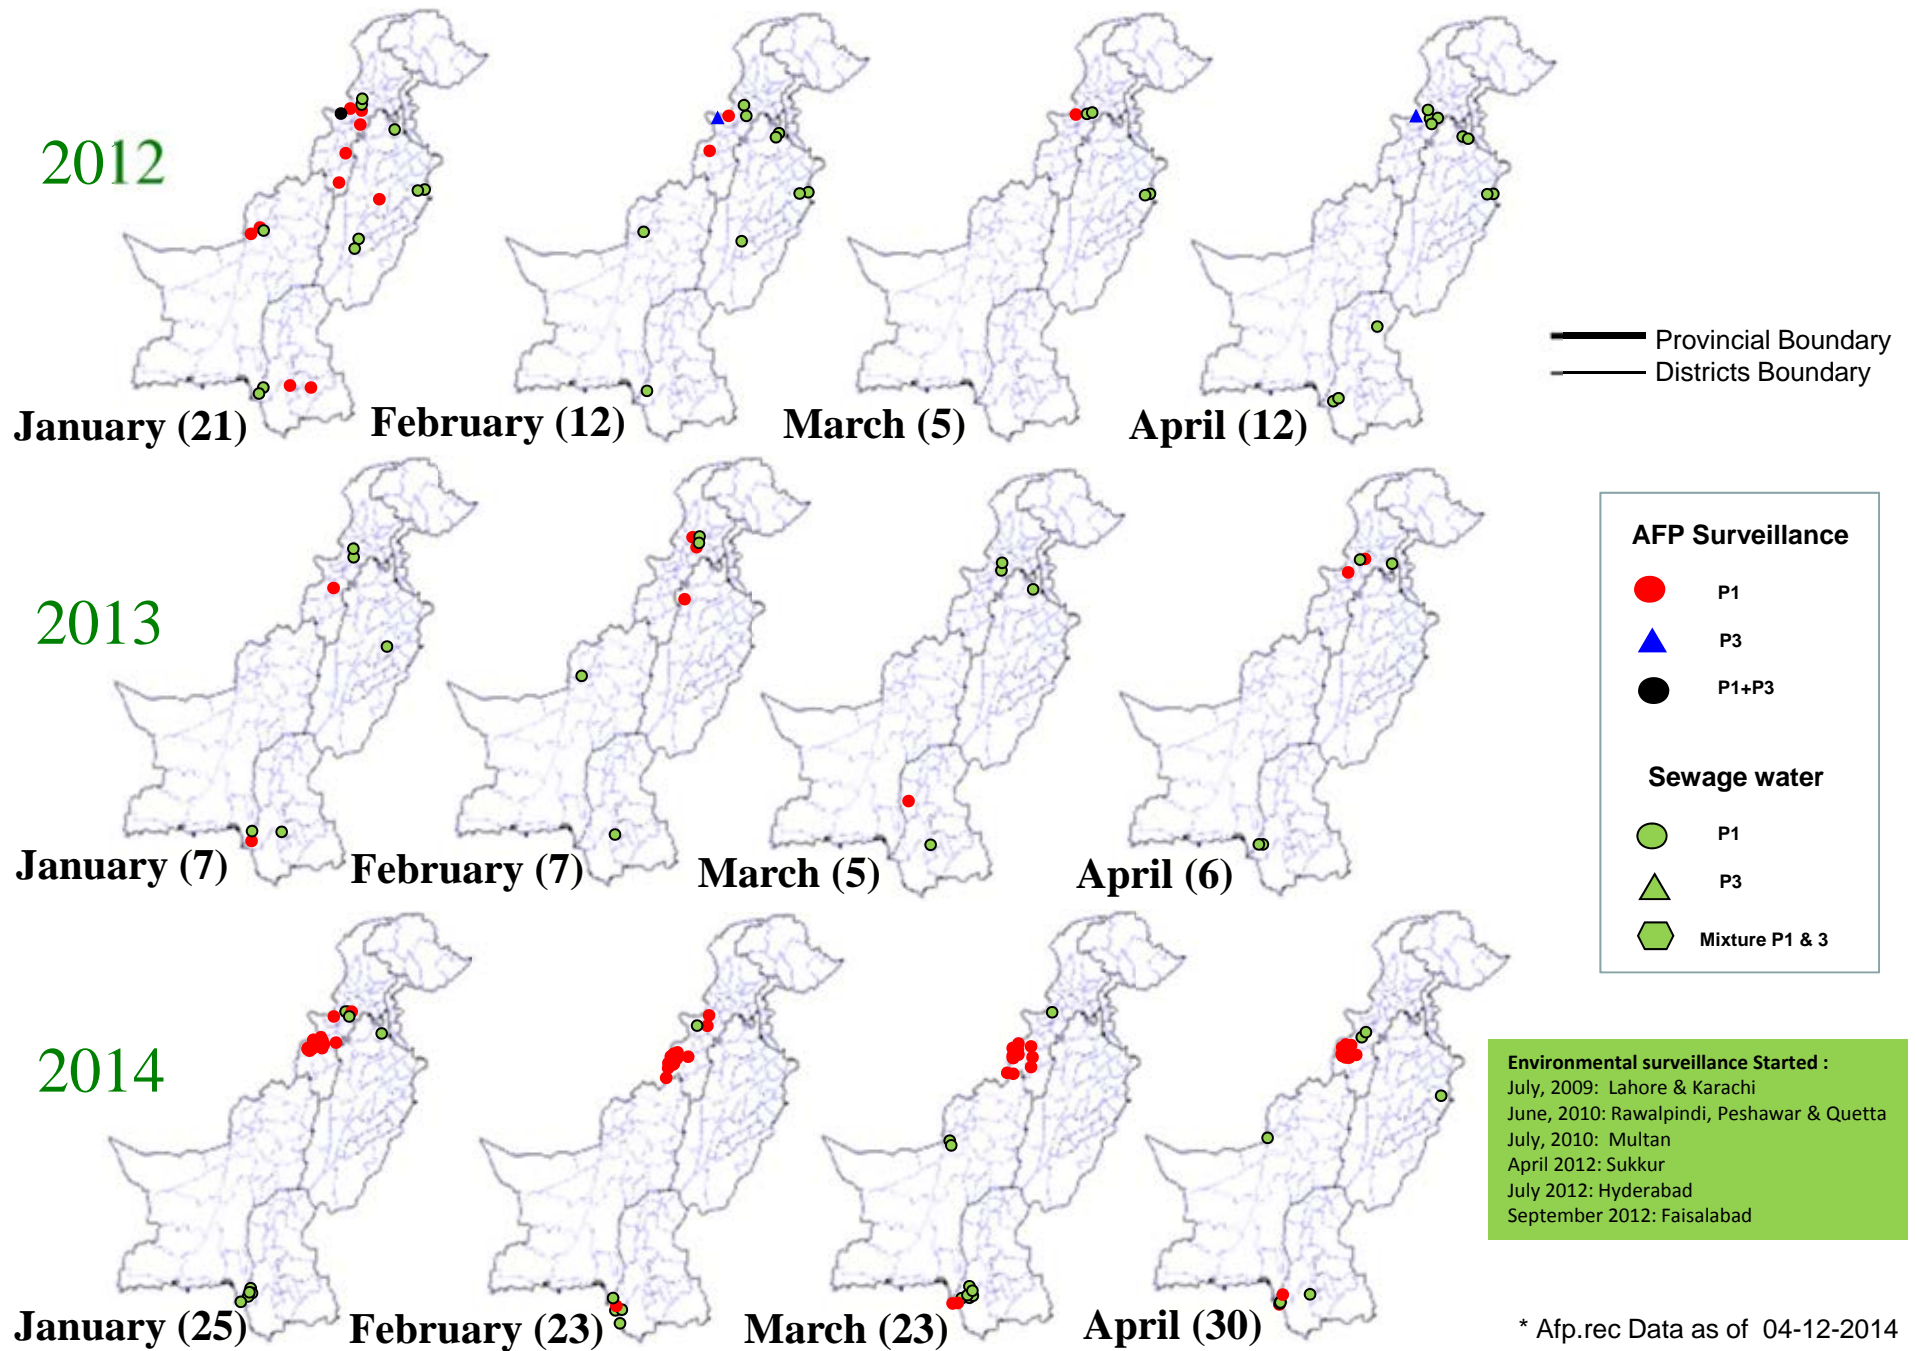 2012
January (21)
February (12)
March (5)
April (12)
Provincial Boundary
Districts Boundary
2013
January (7)
February (7)
March (5)
April (6)
AFP Surveillance
P1
P3
P1+P3
Sewage water
P1
P3
Mixture P1 & 3
2014
January (25)
February (23)
March (23)
April (30)
Environmental surveillance Started :
July, 2009: Lahore & Karachi
June, 2010: Rawalpindi, Peshawar & Quetta
July, 2010: Multan
April 2012: Sukkur
July 2012: Hyderabad
September 2012: Faisalabad
* Afp.rec Data as of 04-12-2014